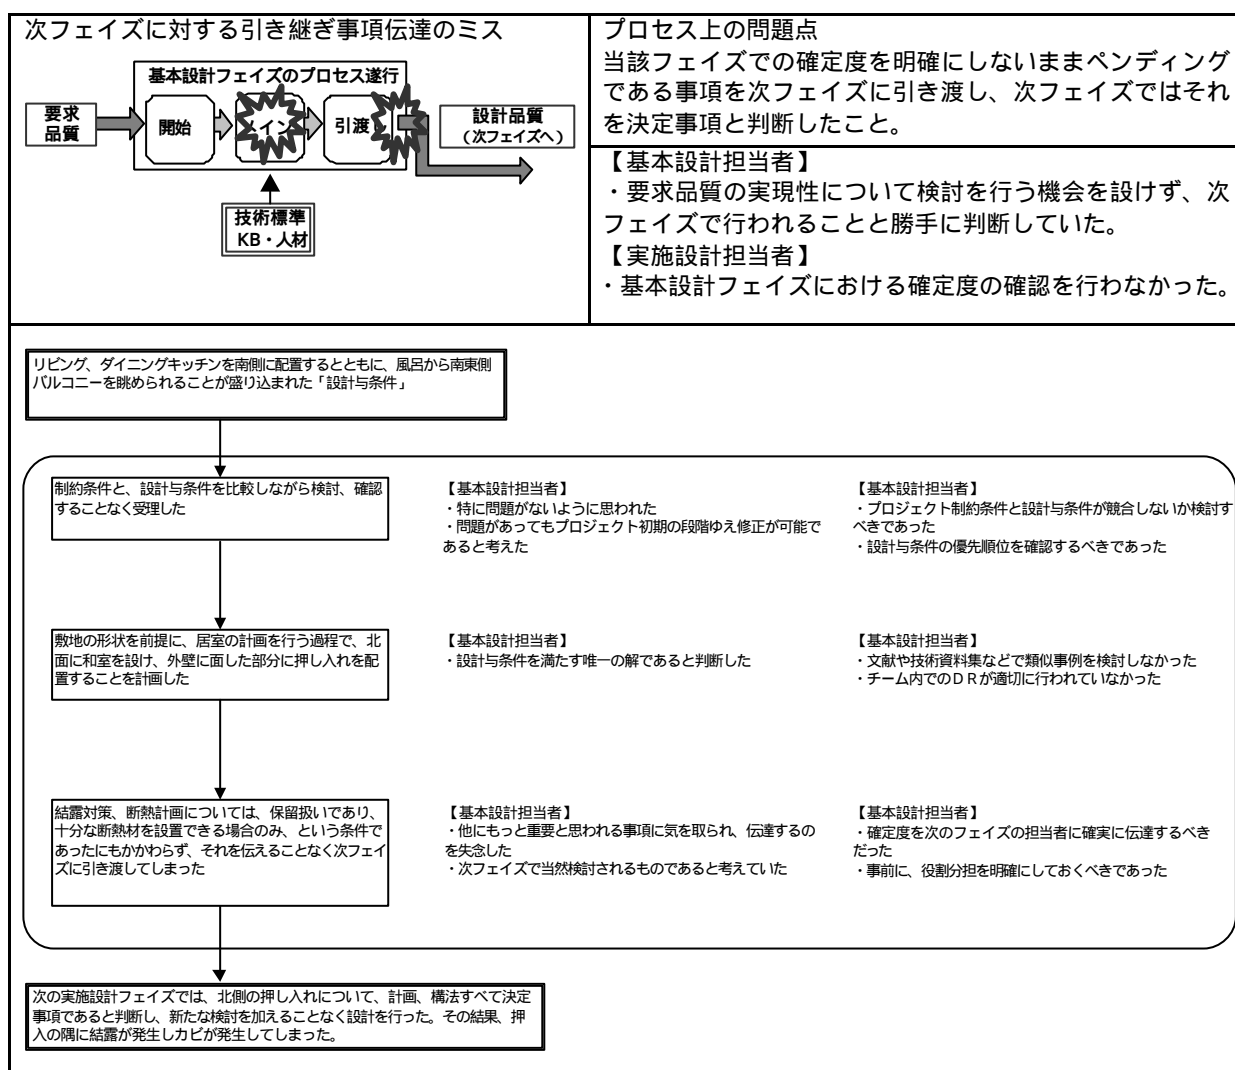 次フェイズに対する引き継ぎ事項伝達のミス
基本設計フェイズのプロセス遂行
要求
品質
開始
メイン
引渡し
設計品質
(次フェイズへ)
技術標準
KB・人材
プロセス上の問題点
当該フェイズでの確定度を明確にしないままペンディング
である事項を次フェイズに引き渡し、次フェイズではそれ
を決定事項と判断したこと。
【基本設計担当者】
・要求品質の実現性について検討を行う機会を設けず、次
フェイズで行われることと勝手に判断していた。
【実施設計担当者】
・基本設計フェイズにおける確定度の確認を行わなかった。
リビング、ダイニングキッチンを南側に配置するとともに、風呂から南東側
バルコニーを眺められることが盛り込まれた「設計与条件」
制約条件と、設計与条件を比較しながら検討、確認
することなく受理した
【基本設計担当者】
・特に問題がないように思われた
・問題があってもプロジェクト初期の段階ゆえ修正が可能で
あると考えた
【基本設計担当者】
・プロジェクト制約条件と設計与条件が競合しないか検討す
べきであった
・設計与条件の優先順位を確認するべきであった
敷地の形状を前提に、居室の計画を行う過程で、北
面に和室を設け、外壁に面した部分に押し入れを配
置することを計画した
【基本設計担当者】
・設計与条件を満たす唯一の解であると判断した
【基本設計担当者】
・文献や技術資料集などで類似事例を検討しなかった
・チーム内でのＤＲが適切に行われていなかった
結露対策、断熱計画については、保留扱いであり、
十分な断熱材を設置できる場合のみ、という条件で
あったにもかかわらず、それを伝えることなく次フェイ
ズに引き渡してしまった
【基本設計担当者】
・他にもっと重要と思われる事項に気を取られ、伝達するの
を失念した
・次フェイズで当然検討されるものであると考えていた
【基本設計担当者】
・確定度を次のフェイズの担当者に確実に伝達するべき
だった
・事前に、役割分担を明確にしておくべきであった
次の実施設計フェイズでは、北側の押し入れについて、計画、構法すべて決定
事項であると判断し、新たな検討を加えることなく設計を行った。その結果、押
入の隅に結露が発生しカビが発生してしまった。